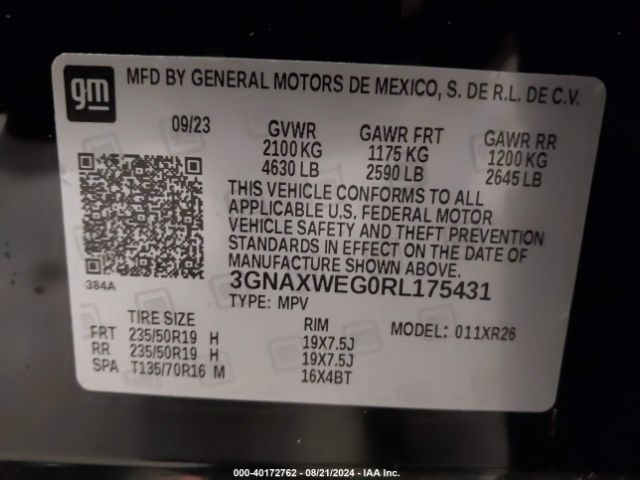 gm
MFD BY GENERAL MOTORS DE MEXICO, S. DE R.L. DE C.V.
09/23 GVWR GAWR FRT GAWR RR
2100 KG 1175 KG 1200 KG
4630 LB 2590 LB 2645 LB
THIS VEHICLE CONFORMS TO ALL
APPLICABLE U.S. FEDERAL MOTOR
VEHICLE SAFETY AND THEFT PREVENTION
STANDARDS IN EFFECT ON THE DATE OF
MANUFACTURE SHOWN ABOVE.
384A
3GNAXWEG0RL175431
TYPE: MPV
TIRE SIZE RIM MODEL: 011XR26
FRT 235/50R19 H 19X7.5J
RR 235/50R19 H 19X7.5J
SPA T135/70R16 M 16X4BT
000-40172762 - 08/21/2024 - IAA Inc.